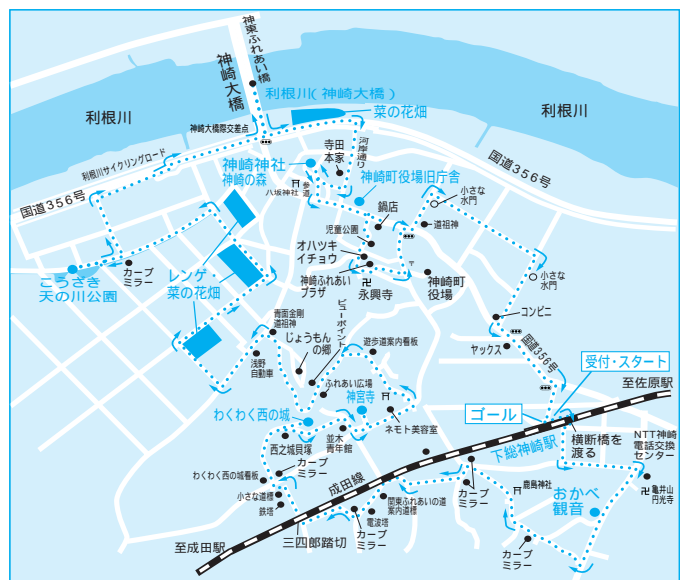 神東ふれあい橋
神崎大橋
利根川(神崎大橋)
菜の花畑
利根川
利根川
神崎大橋際交差点
利根川サイクリングロード
国道356号
国道356号
寺田
本家
河岸通り
神崎神社
神崎の森
参道
八坂神社
神崎町役場旧庁舎
小さな
水門
鍋店
道祖神
児童公園
オハツキ
イチョウ
神崎ふれあい
プラザ
卍
永興寺
〒
神崎町
役場
小さな
水門
こうざき
天の川公園
カーブ
ミラー
レンゲ・
菜の花畑
コンビニ
ヤックス
国道356号
青面金剛
道祖神
ビューポイント
じょうもん
の郷
遊歩道案内看板
浅野
自動車
ふれあい広場
神宮寺
ネモト美容室
受付・スタート
至佐原駅
ゴール
わくわく西の城
並木
青年館
西之城貝塚
下総神崎駅
横断橋を
渡る
NTT神崎
電話交換
センター
カーブ
ミラー
わくわく西の城看板
成田線
小さな道標
鉄塔
関東ふれあいの道
案内道標
電波塔
カーブ
ミラー
カーブ
ミラー
鹿島神社
おかべ
観音
卍
亀井山
円光寺
三四郎踏切
至成田駅
カーブ
ミラー